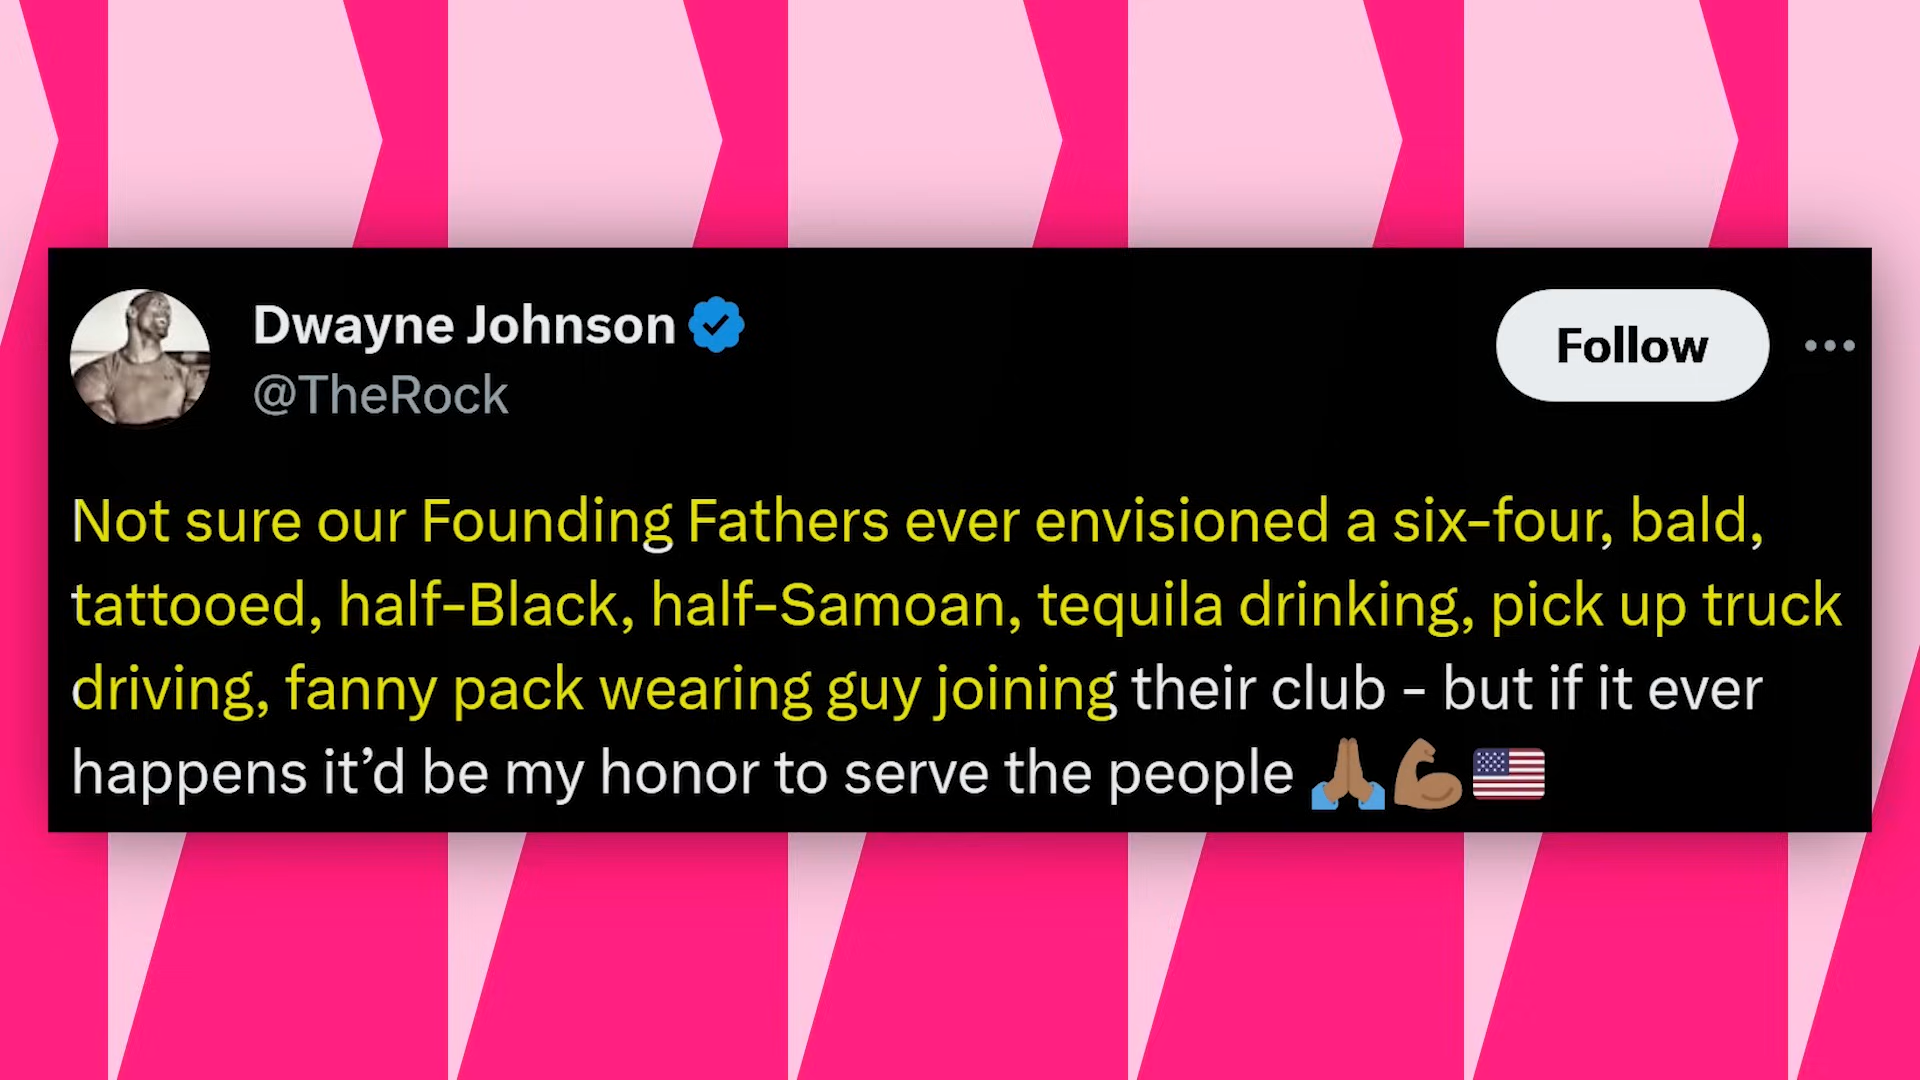 Dwayne Johnson
@TheRock
Follow
Not sure our Founding Fathers ever envisioned a six-four, bald,
tattooed, half-Black, half-Samoan, tequila drinking, pick up truck
driving, fanny pack wearing guy joining their club - but if it ever
happens it’d be my honor to serve the people 🙏🏽💪🏽🇺🇸